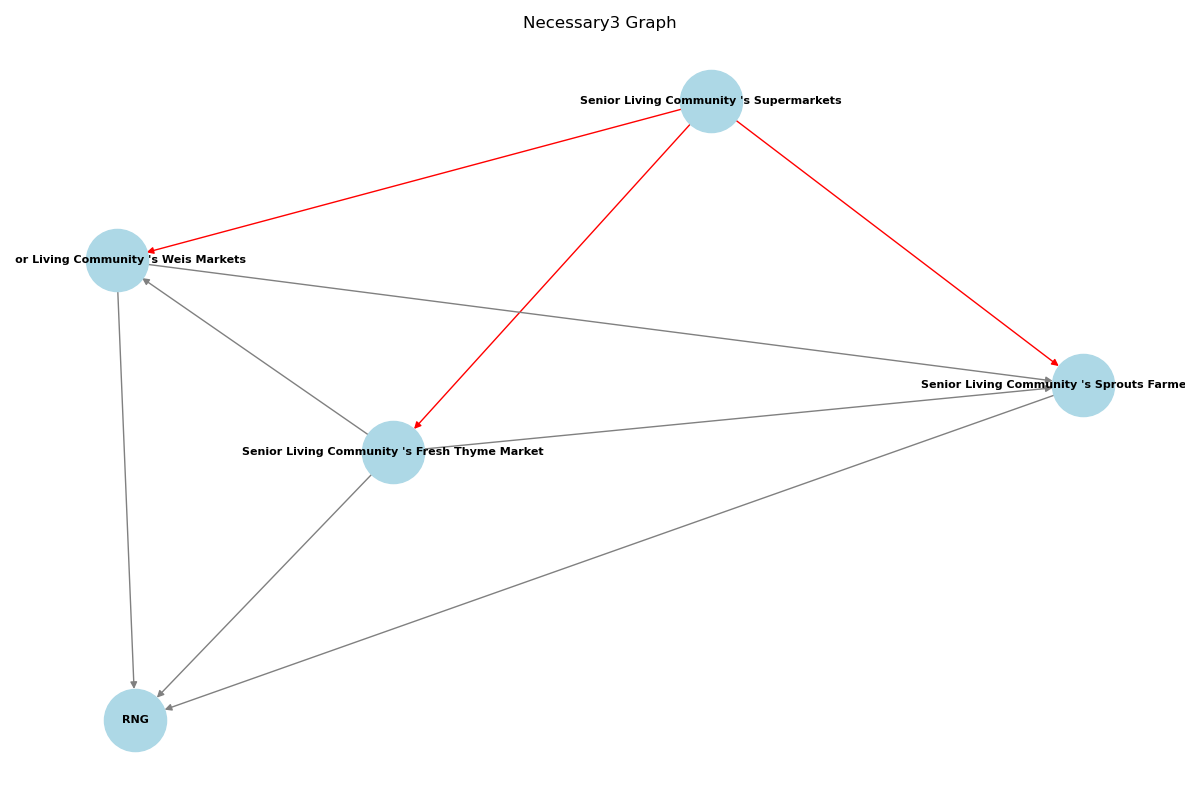 Necessary3 Graph
Senior Living Community 's Supermarkets
or Living Community 's Weis Markets
Senior Living Community 's Sprouts Farme
Senior Living Community 's Fresh Thyme Market
RNG